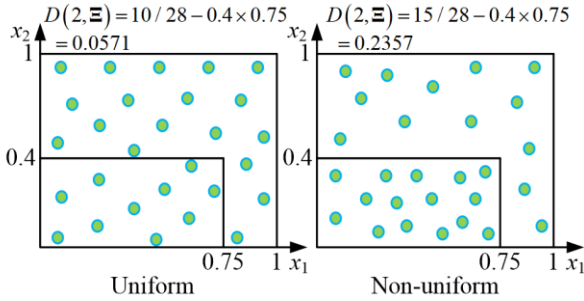 D(2,Ξ)=10/28−0.4×0.75
=0.0571
x₂
1
0.4
0.75
1 x₁
Uniform
D(2,Ξ)=15/28−0.4×0.75
=0.2357
x₂
1
0.4
0.75
1 x₁
Non-uniform